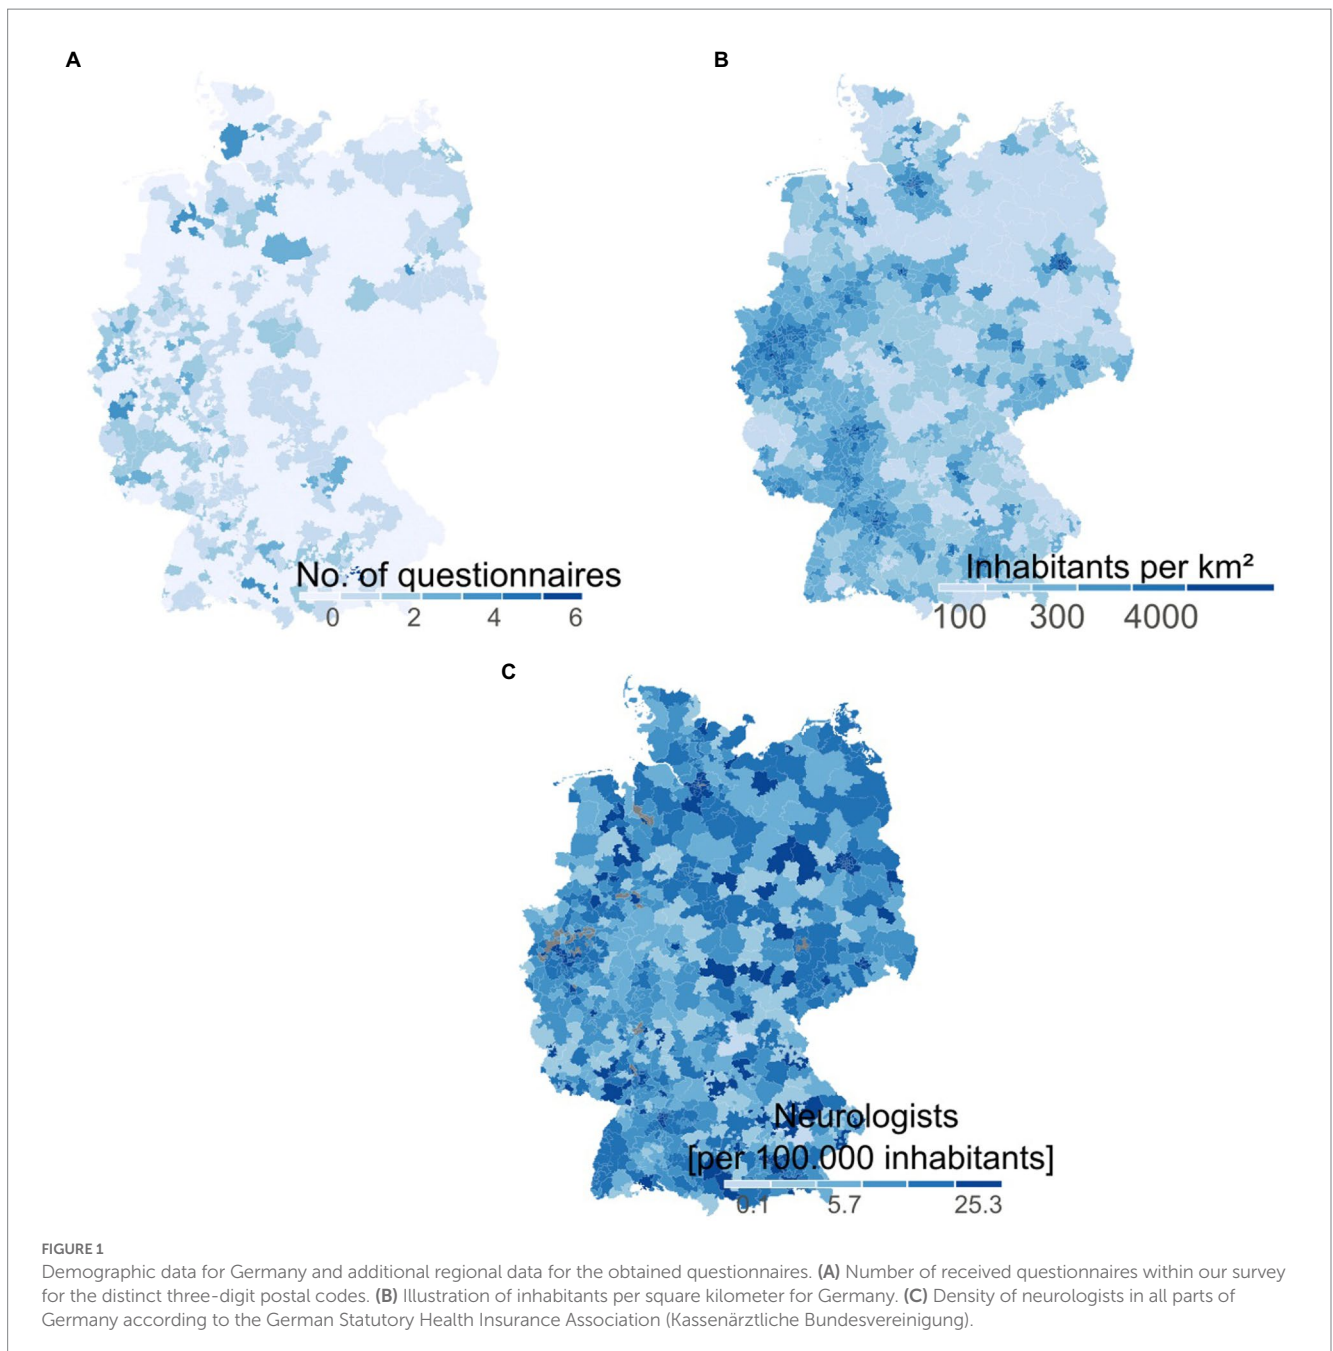 A
B
No. of questionnaires
0 2 4 6
Inhabitants per km²
100 300 4000
C
Neurologists
[per 100.000 inhabitants]
0.1 5.7 25.3
FIGURE 1
Demographic data for Germany and additional regional data for the obtained questionnaires. (A) Number of received questionnaires within our survey
for the distinct three-digit postal codes. (B) Illustration of inhabitants per square kilometer for Germany. (C) Density of neurologists in all parts of
Germany according to the German Statutory Health Insurance Association (Kassenärztliche Bundesvereinigung).